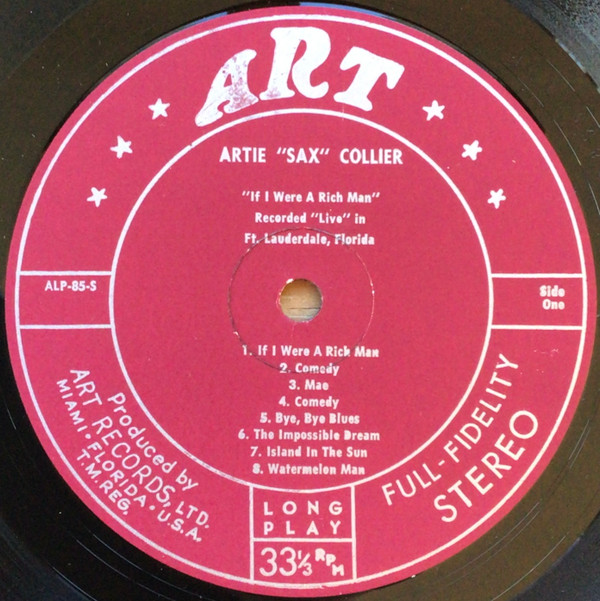 ART
ARTIE "SAX" COLLIER
"If I Were A Rich Man"
Recorded "Live" in
Ft. Lauderdale, Florida
ALP-85-S
Side
One
1. If I Were A Rich Man
2. Comedy
3. Mae
4. Comedy
5. Bye, Bye Blues
6. The Impossible Dream
7. Island In The Sun
8. Watermelon Man
Produced by
ART RECORDS, LTD.
MIAMI · FLORIDA · U.S.A.
T.M. REG.
LONG
PLAY
33⅓ RPM
FULL-FIDELITY
STEREO